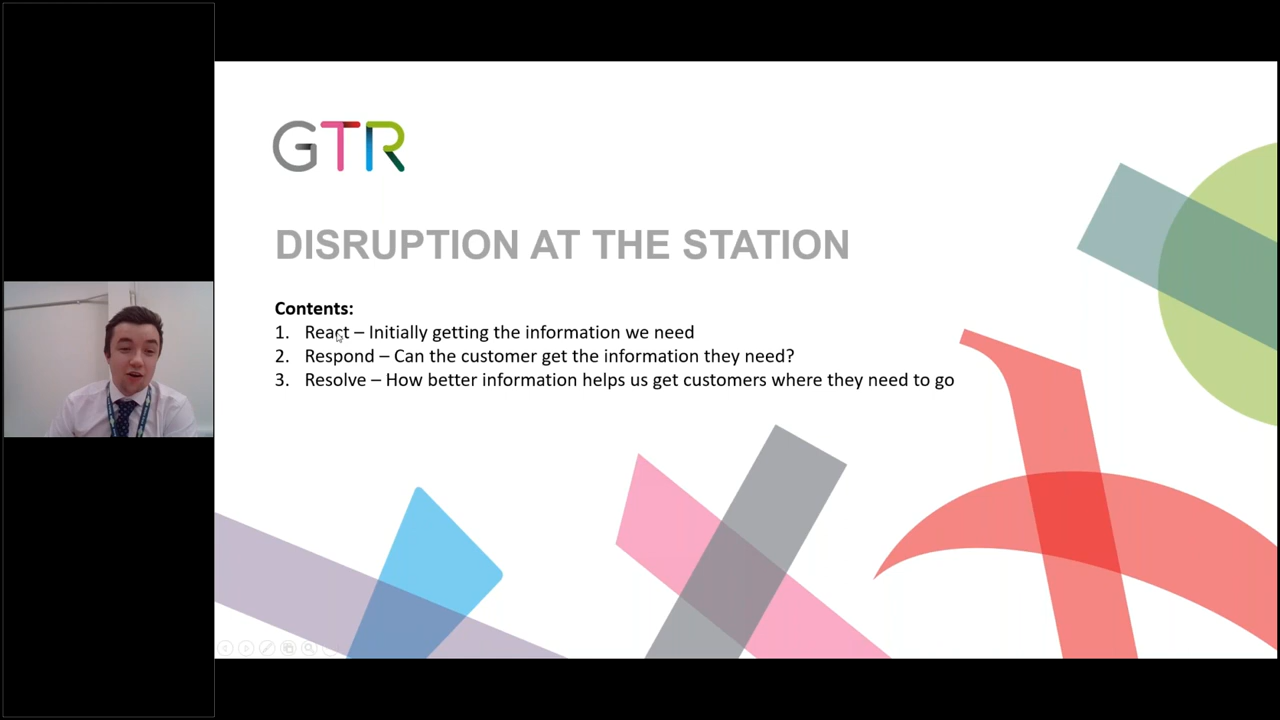 GTR
DISRUPTION AT THE STATION
Contents:
1. React – Initially getting the information we need
2. Respond – Can the customer get the information they need?
3. Resolve – How better information helps us get customers where they need to go